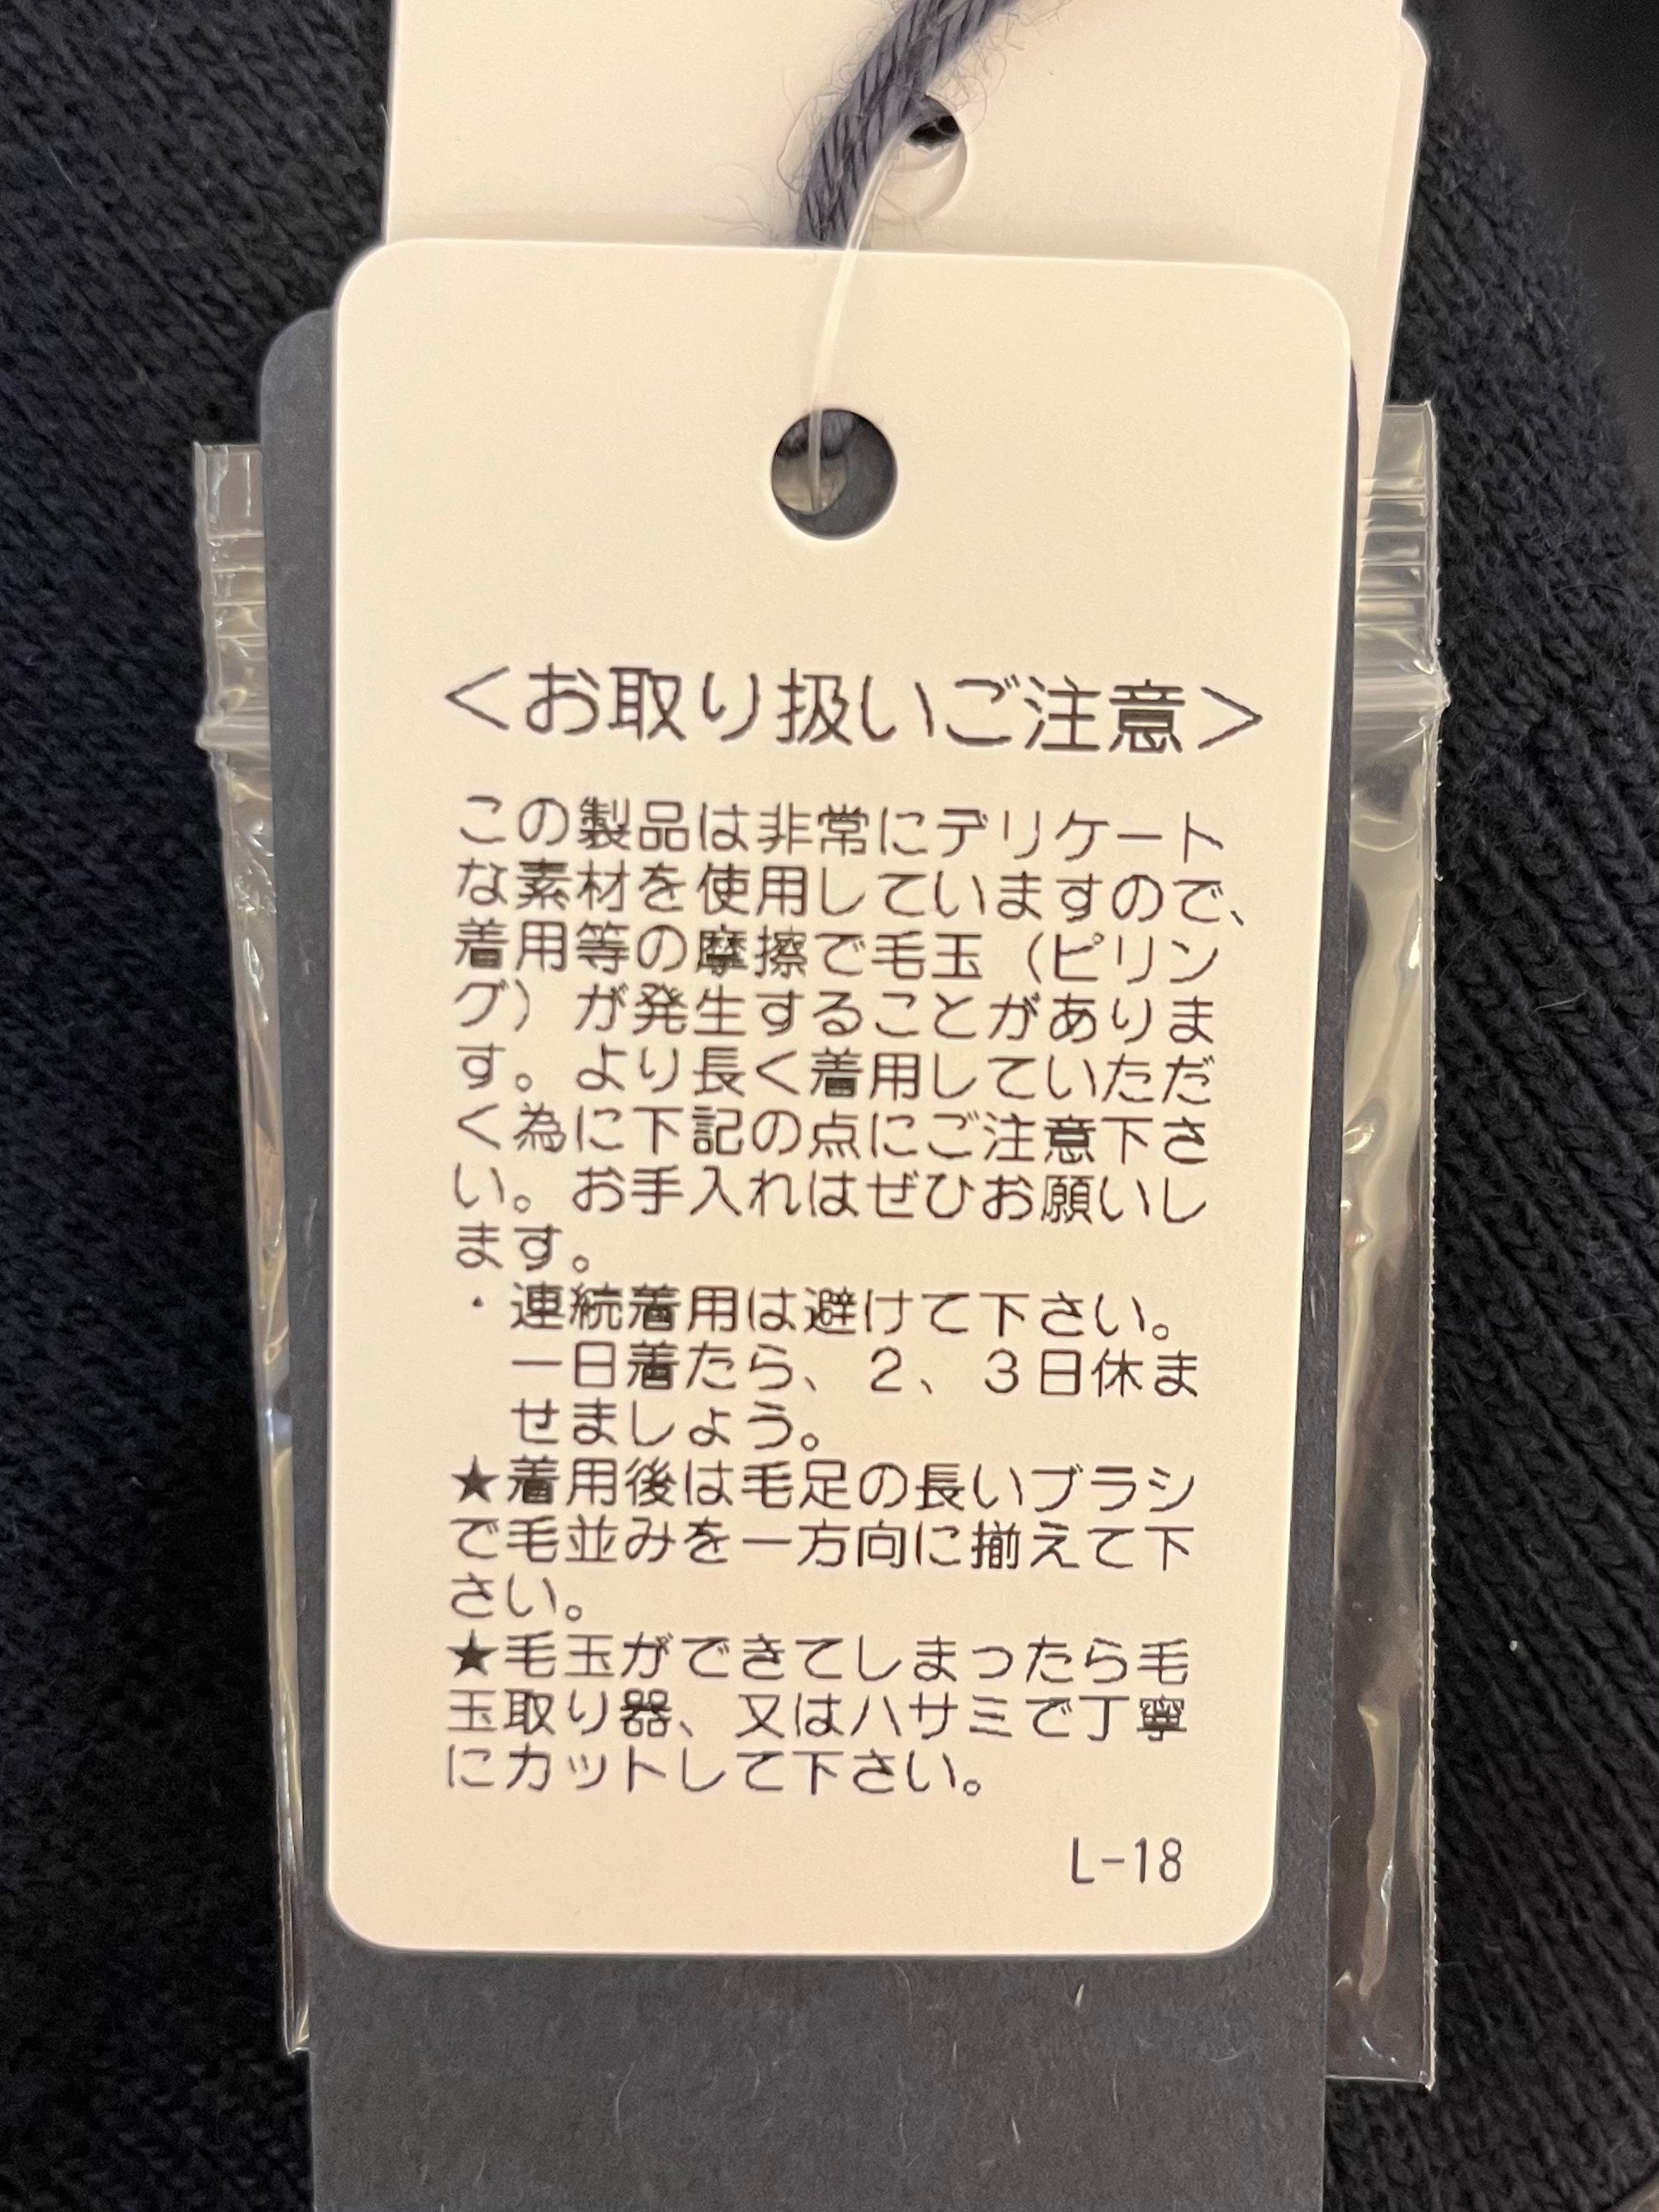 ＜お取り扱いご注意＞
この製品は非常にデリケート
な素材を使用していますので、
着用等の摩擦で毛玉（ピリン
グ）が発生することがありま
す。より長く着用していただ
く為に下記の点にご注意下さ
い。お手入れはぜひお願いし
ます。
・連続着用は避けて下さい。
一日着たら、２、３日休ま
せましょう。
★着用後は毛足の長いブラシ
で毛並みを一方向に揃えて下
さい。
★毛玉ができてしまったら毛
玉取り器、又はハサミで丁寧
にカットして下さい。
L-18